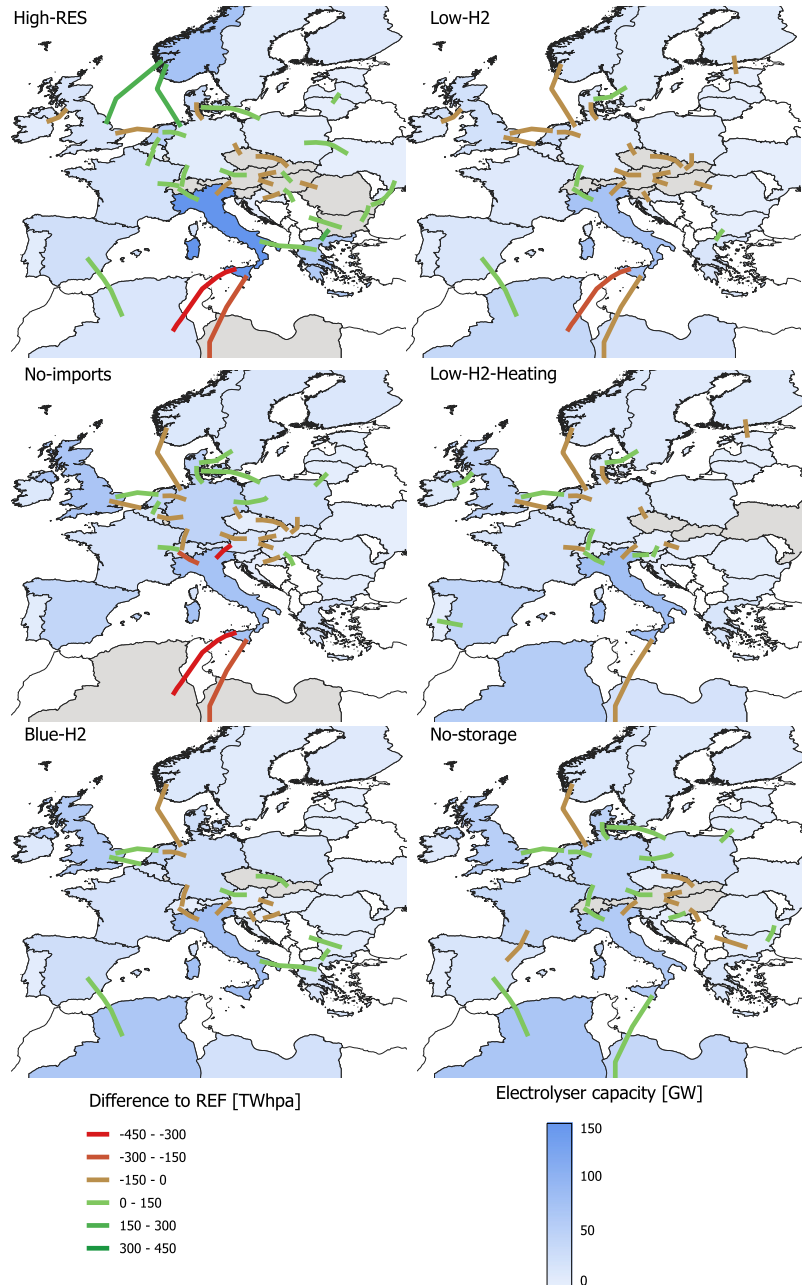 High-RES
Low-H2
No-imports
Low-H2-Heating
Blue-H2
No-storage
Difference to REF [TWhpa]
-450 - -300
-300 - -150
-150 - 0
0 - 150
150 - 300
300 - 450
Electrolyser capacity [GW]
150
100
50
0